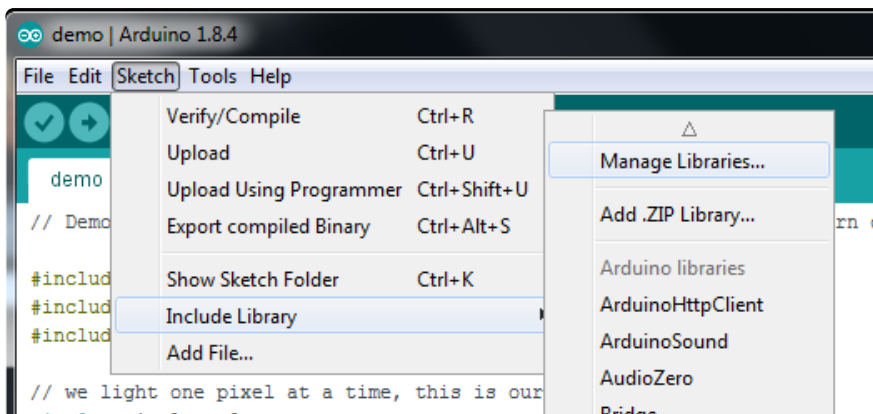 demo | Arduino 1.8.4
File Edit Sketch Tools Help
Verify/Compile Ctrl+R
Upload Ctrl+U
Upload Using Programmer Ctrl+Shift+U
Export compiled Binary Ctrl+Alt+S
Show Sketch Folder Ctrl+K
Include Library
Add File...
Manage Libraries...
Add .ZIP Library...
Arduino libraries
ArduinoHttpClient
ArduinoSound
AudioZero
Bridge
demo
// Demo
#includ
#includ
#includ
// we light one pixel at a time, this is our